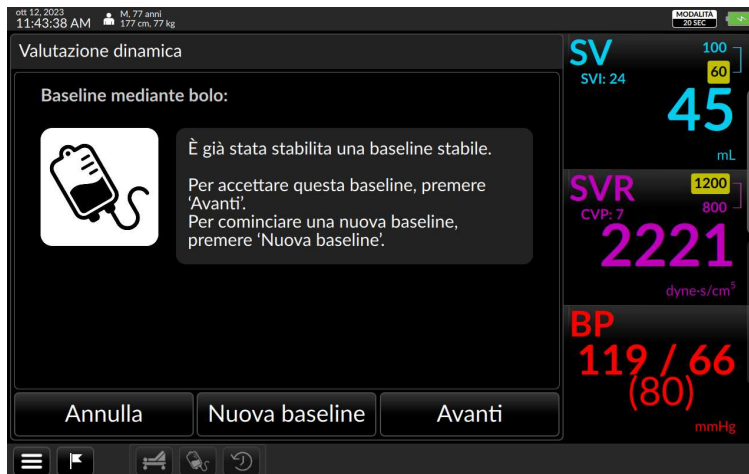 ott 12, 2023
11:43:38 AM
M, 77 anni
177 cm, 77 kg
MODALITÀ
20 SEC
Valutazione dinamica
Baseline mediante bolo:
È già stata stabilita una baseline stabile.
Per accettare questa baseline, premere
‘Avanti’.
Per cominciare una nuova baseline,
premere ‘Nuova baseline’.
Annulla
Nuova baseline
Avanti
SV
SVI: 24
100
60
45
mL
SVR
CVP: 7
1200
800
2221
dyne·s/cm⁵
BP
119 / 66
(80)
mmHg